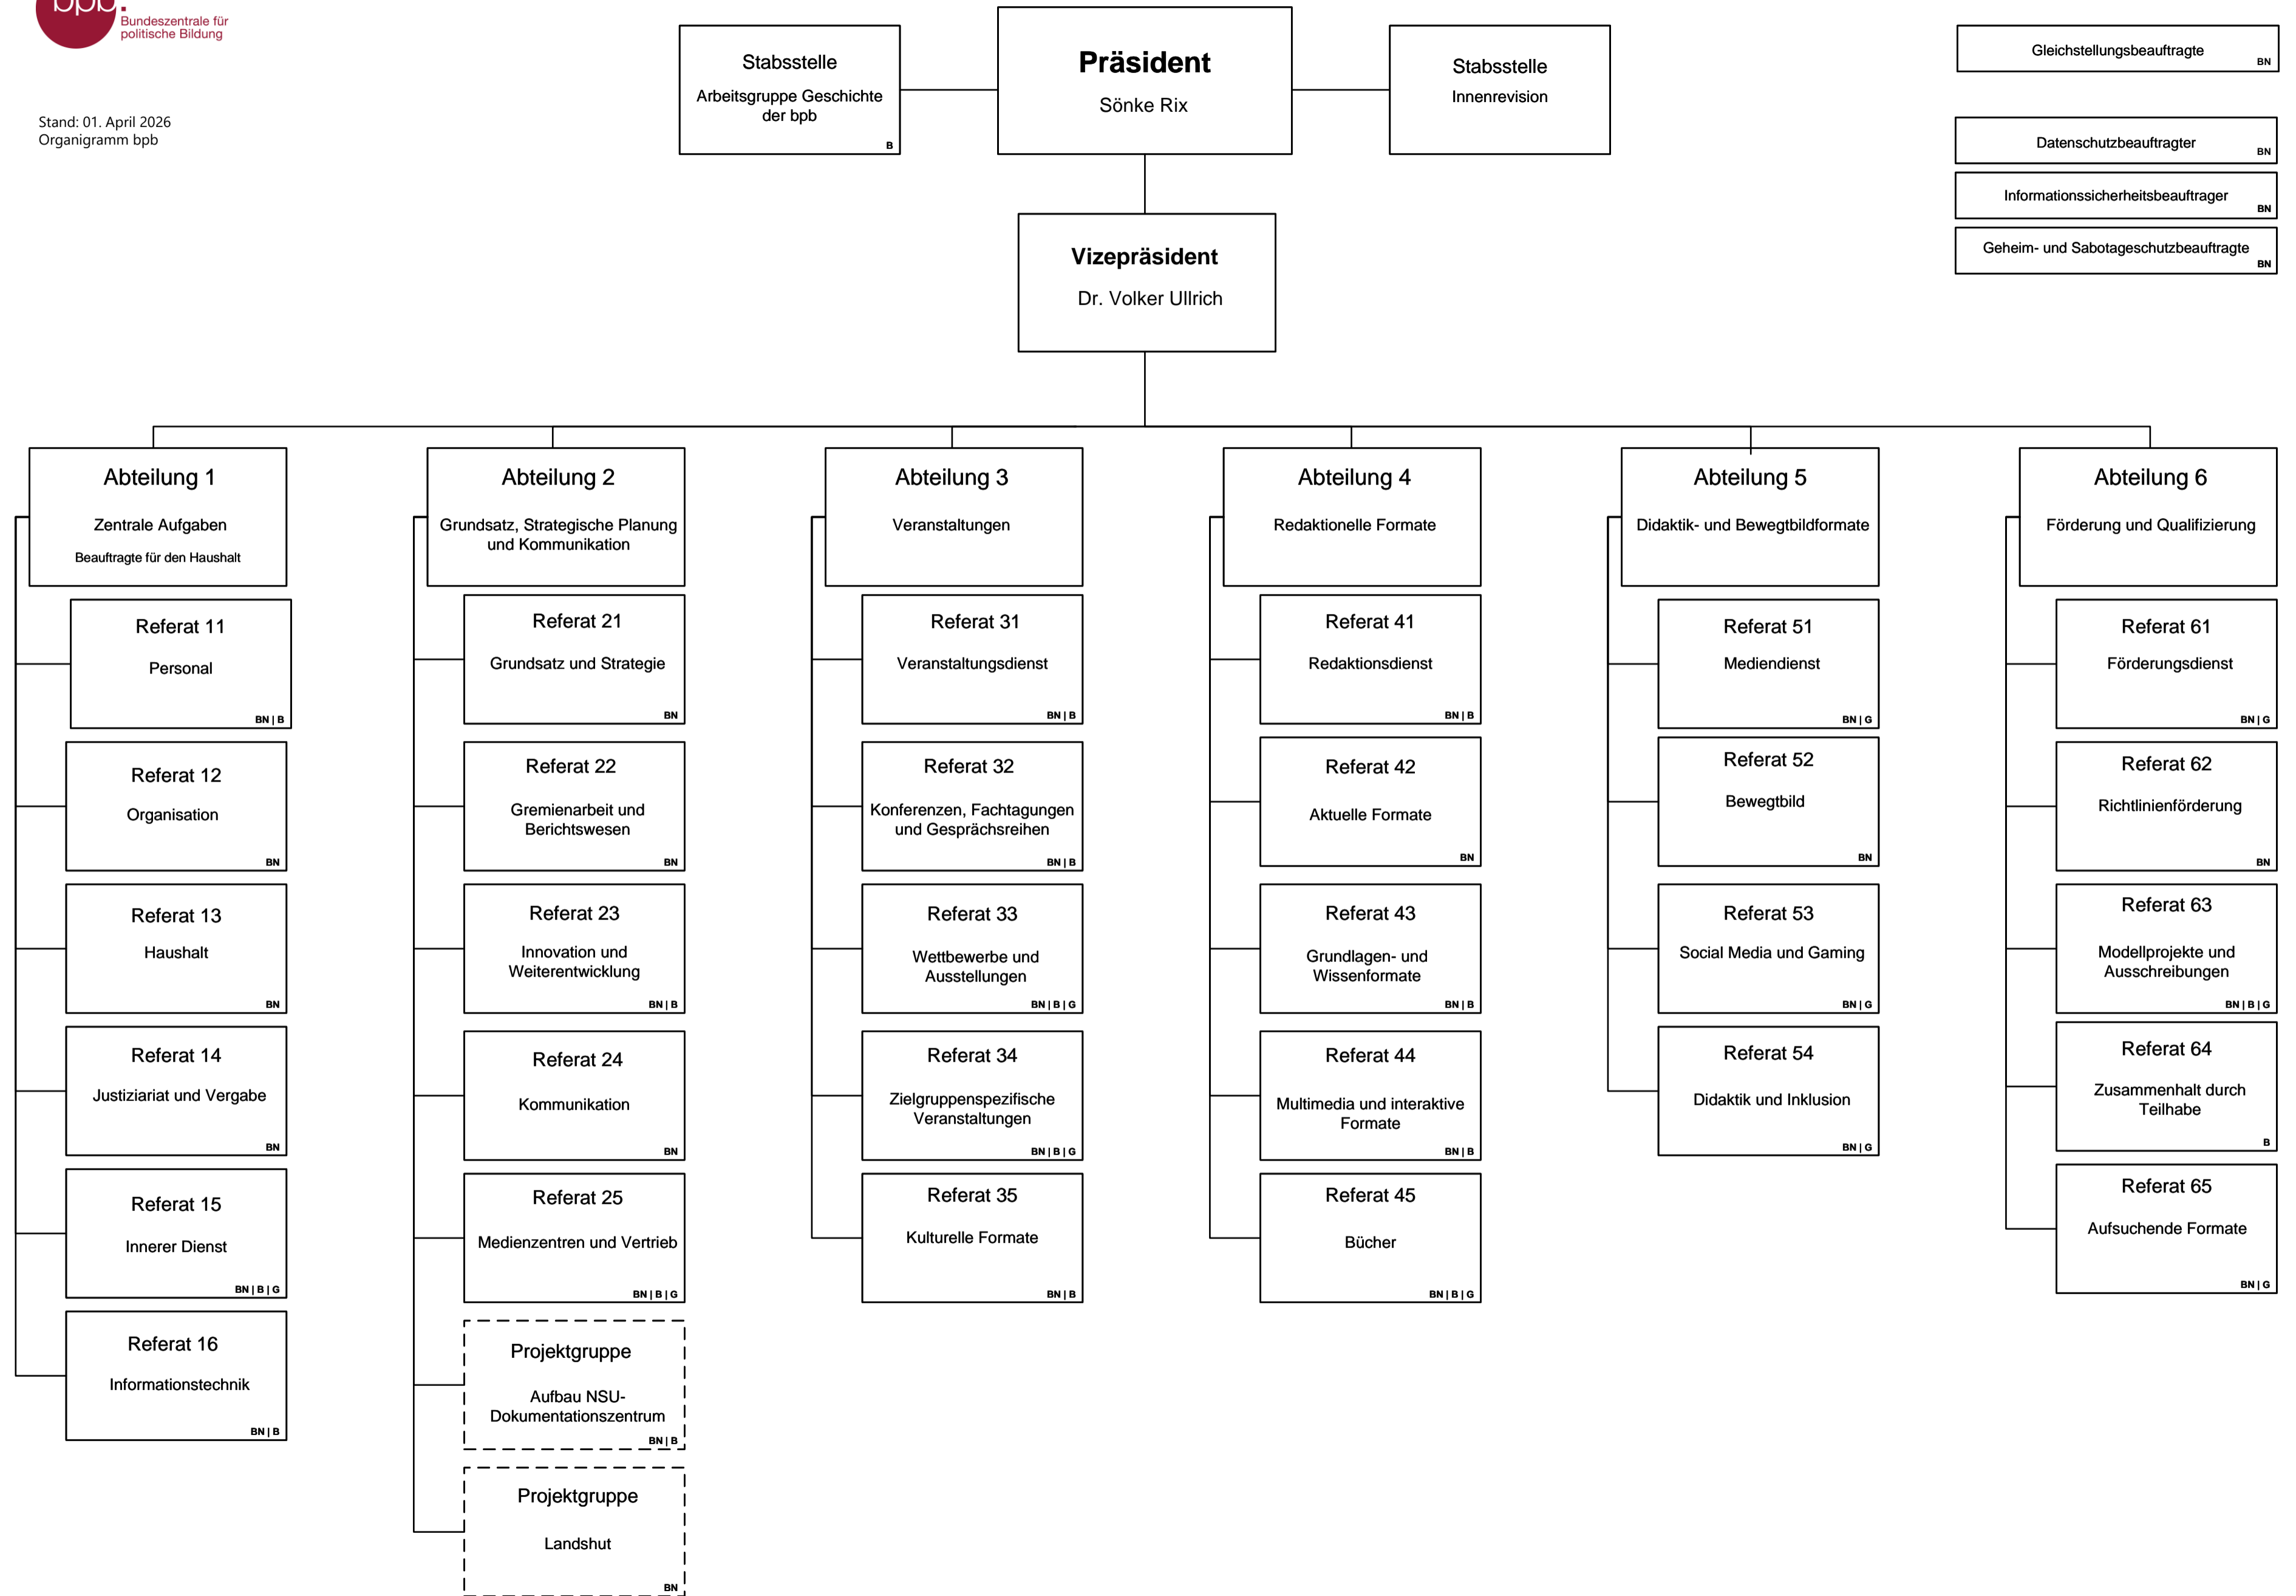 bpb:
Bundeszentrale für
politische Bildung
Stand: 01. April 2026
Organigramm bpb
Stabsstelle
Arbeitsgruppe Geschichte
der bpb
B
Präsident
Sönke Rix
Stabsstelle
Innenrevision
Gleichstellungsbeauftragte
BN
Datenschutzbeauftragter
BN
Informationssicherheitsbeauftrager
BN
Geheim- und Sabotageschutzbeauftragte
BN
Vizepräsident
Dr. Volker Ullrich
Abteilung 1
Zentrale Aufgaben
Beauftragte für den Haushalt
Referat 11
Personal
BN | B
Referat 12
Organisation
BN
Referat 13
Haushalt
BN
Referat 14
Justiziariat und Vergabe
BN
Referat 15
Innerer Dienst
BN | B | G
Referat 16
Informationstechnik
BN | B
Abteilung 2
Grundsatz, Strategische Planung
und Kommunikation
Referat 21
Grundsatz und Strategie
BN
Referat 22
Gremienarbeit und
Berichtswesen
BN
Referat 23
Innovation und
Weiterentwicklung
BN | B
Referat 24
Kommunikation
BN
Referat 25
Medienzentren und Vertrieb
BN | B | G
Projektgruppe
Aufbau NSU-
Dokumentationszentrum
BN | B
Projektgruppe
Landshut
BN
Abteilung 3
Veranstaltungen
Referat 31
Veranstaltungsdienst
BN | B
Referat 32
Konferenzen, Fachtagungen
und Gesprächsreihen
BN | B
Referat 33
Wettbewerbe und
Ausstellungen
BN | B | G
Referat 34
Zielgruppenspezifische
Veranstaltungen
BN | B | G
Referat 35
Kulturelle Formate
BN | B
Abteilung 4
Redaktionelle Formate
Referat 41
Redaktionsdienst
BN | B
Referat 42
Aktuelle Formate
BN
Referat 43
Grundlagen- und
Wissenformate
BN | B
Referat 44
Multimedia und interaktive
Formate
BN | B
Referat 45
Bücher
BN | B | G
Abteilung 5
Didaktik- und Bewegtbildformate
Referat 51
Mediendienst
BN | G
Referat 52
Bewegtbild
BN
Referat 53
Social Media und Gaming
BN | G
Referat 54
Didaktik und Inklusion
BN | G
Abteilung 6
Förderung und Qualifizierung
Referat 61
Förderungsdienst
BN | G
Referat 62
Richtlinienförderung
BN
Referat 63
Modellprojekte und
Ausschreibungen
BN | B | G
Referat 64
Zusammenhalt durch
Teilhabe
B
Referat 65
Aufsuchende Formate
BN | G